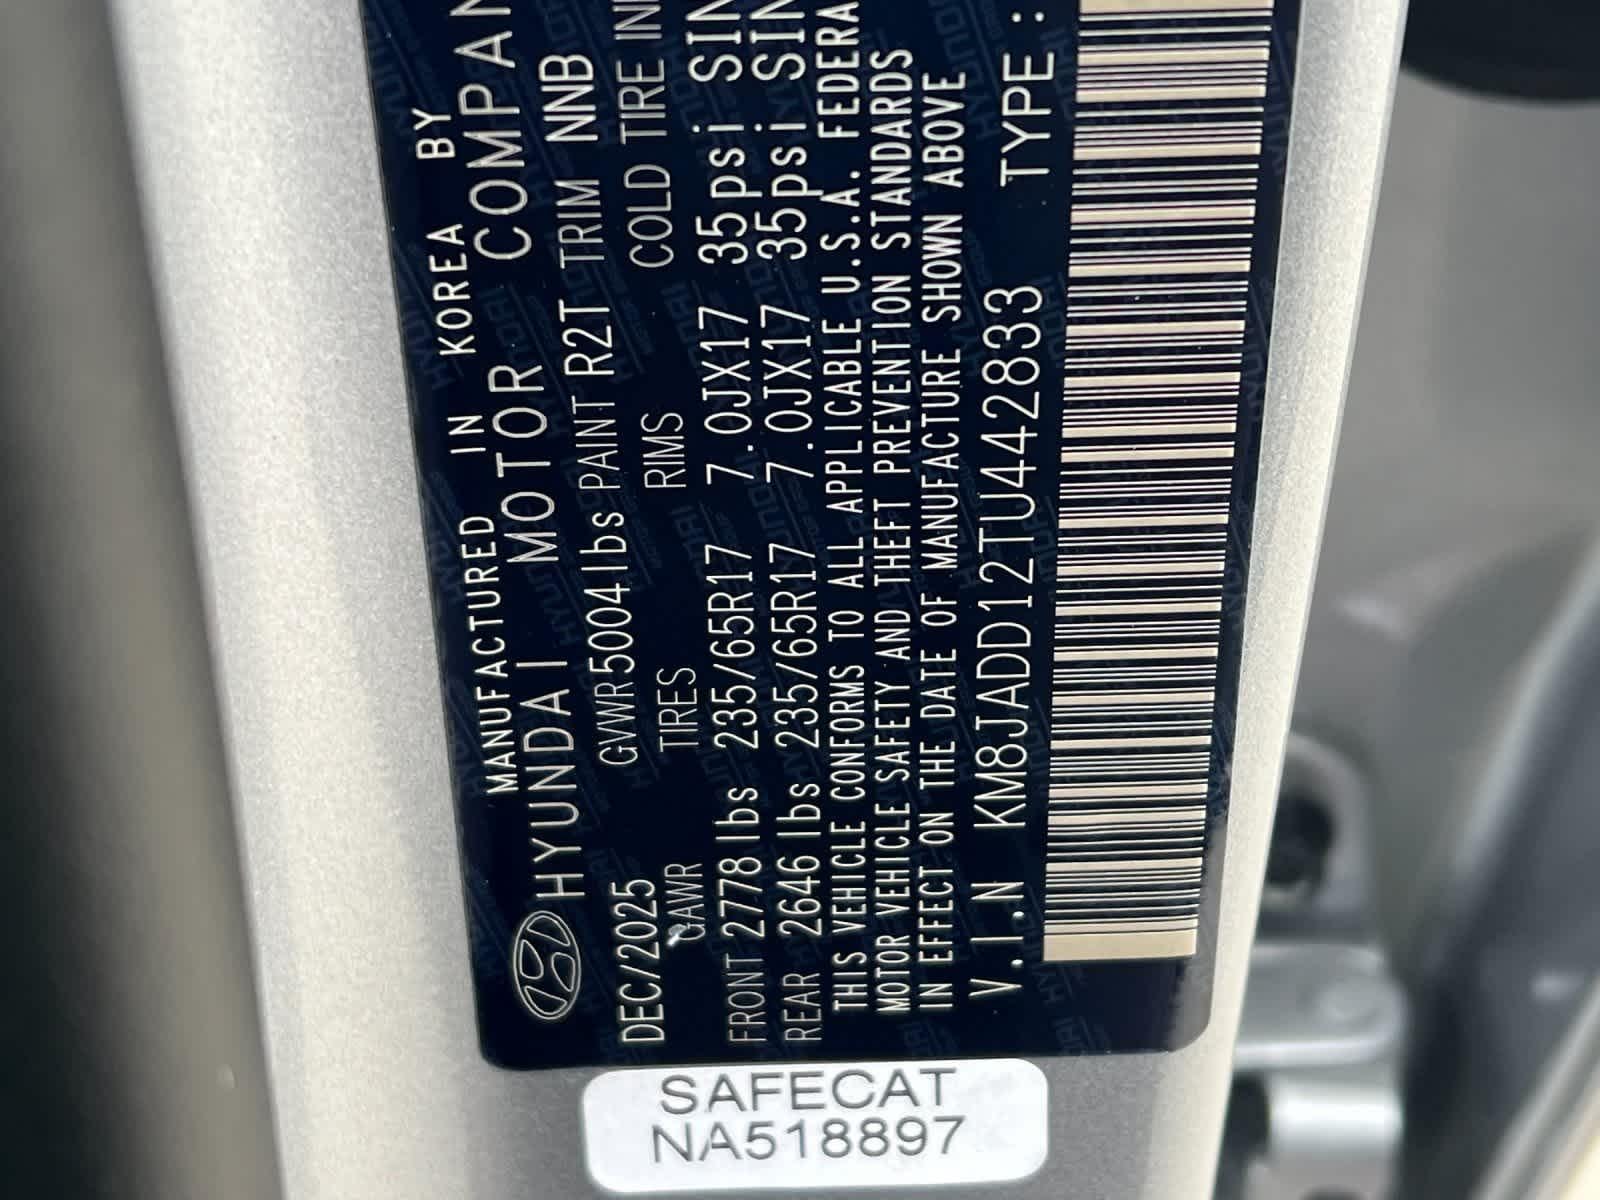 MANUFACTURED IN KOREA BY
HYUNDAI MOTOR COMPAN
DEC/2025 GVWR 5004 lbs PAINT R2T TRIM NNB
GAWR TIRES RIMS COLD TIRE
FRONT 2778 lbs 235/65R17 7.0JX17 35psi SIN
REAR 2646 lbs 235/65R17 7.0JX17 35psi SIN
THIS VEHICLE CONFORMS TO ALL APPLICABLE U.S.A. FEDERA
MOTOR VEHICLE SAFETY AND THEFT PREVENTION STANDARDS
IN EFFECT ON THE DATE OF MANUFACTURE SHOWN ABOVE
V.I.N KM8JADD12TU442833 TYPE:
SAFECAT
NA518897